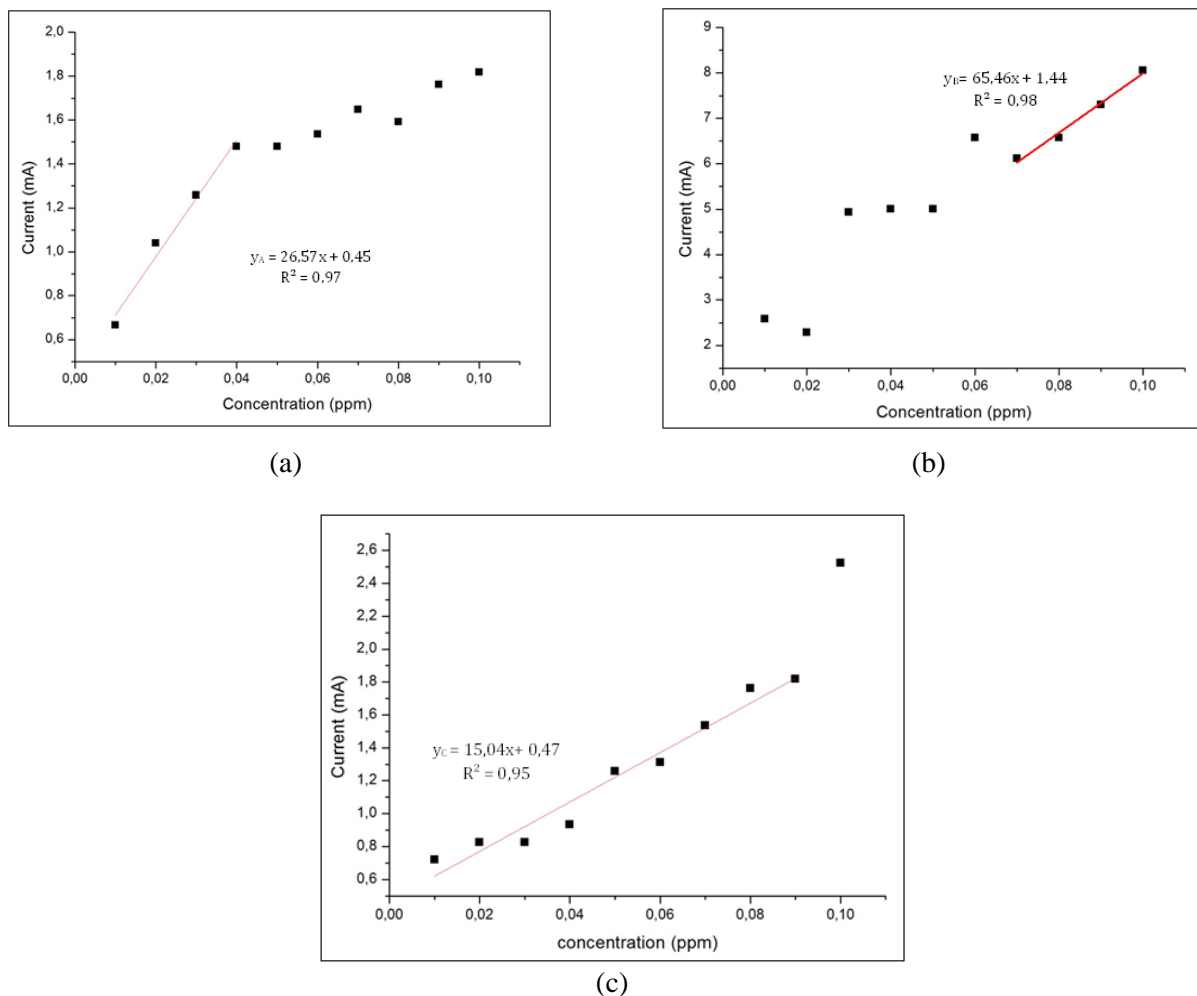 2,0
1,8
1,6
1,4
1,2
1,0
0,8
0,6
Current (mA)
y_A = 26,57x + 0,45
R² = 0,97
0,00 0,02 0,04 0,06 0,08 0,10
Concentration (ppm)
(a)
9
8
7
6
5
4
3
2
Current (mA)
y_B= 65,46x + 1,44
R² = 0,98
0,00 0,02 0,04 0,06 0,08 0,10
Concentration (ppm)
(b)
2,6
2,4
2,2
2,0
1,8
1,6
1,4
1,2
1,0
0,8
0,6
Current (mA)
y_C = 15,04x+ 0,47
R² = 0,95
0,00 0,02 0,04 0,06 0,08 0,10
concentration (ppm)
(c)